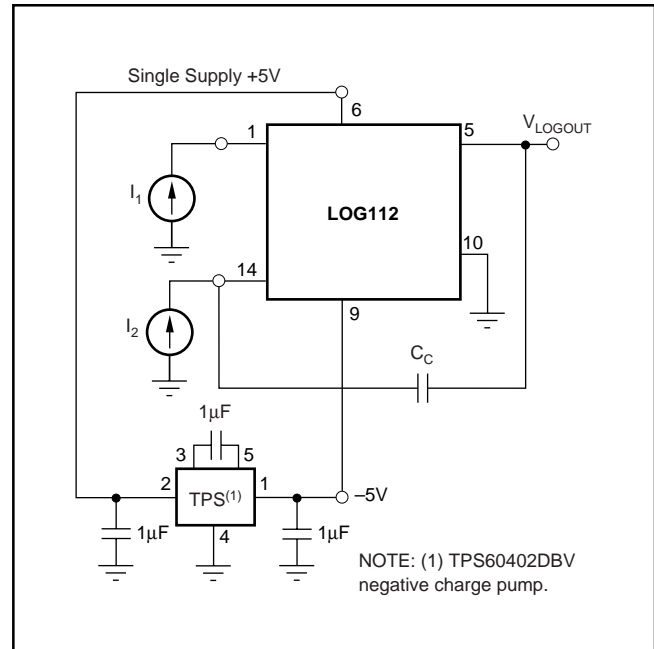 Single Supply +5V
6
1
5
V_LOGOUT
I_1
LOG112
10
14
9
I_2
C_C
1μF
3
5
2
TPS(1)
1
–5V
1μF
4
1μF
NOTE: (1) TPS60402DBV
negative charge pump.